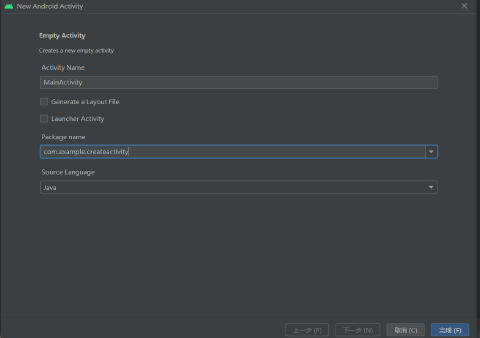 New Android Activity
Empty Activity
Creates a new empty activity
Activity Name
MainActivity
Generate a Layout File
Launcher Activity
Package name
com.example.createactivity
Source Language
Java
上一步 (P) 下一步 (N) 取消 (C) 完成 (F)